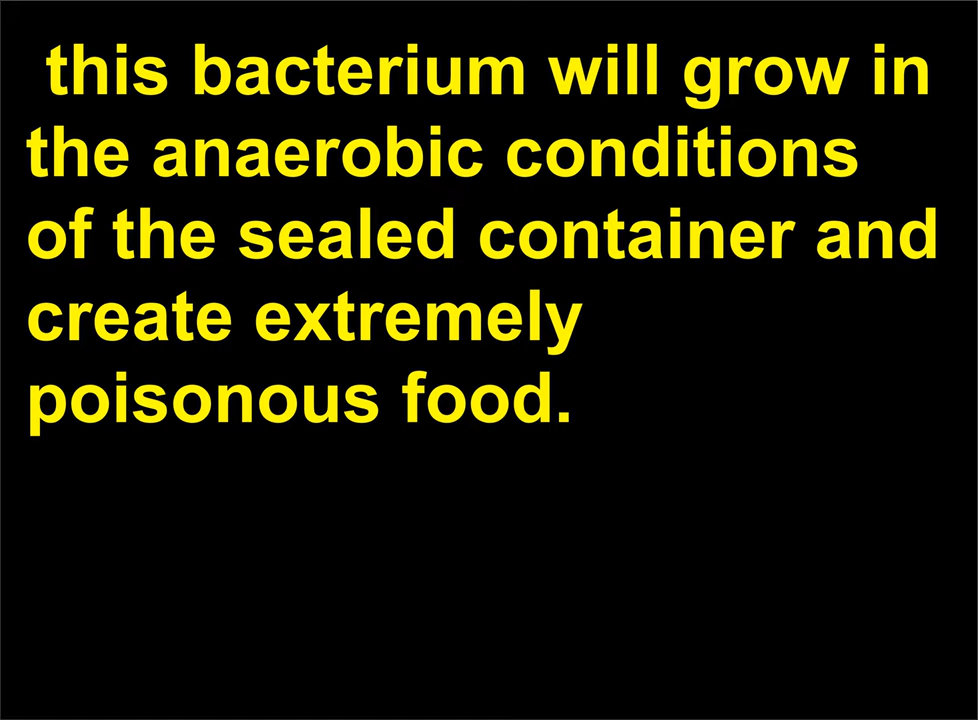 this bacterium will grow in
the anaerobic conditions
of the sealed container and
create extremely
poisonous food.